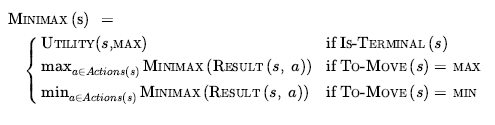 MINIMAX (s) =
UTILITY(s,MAX) if IS-TERMINAL (s)
max_{a∈Actions(s)} MINIMAX (RESULT (s, a)) if TO-MOVE (s) = MAX
min_{a∈Actions(s)} MINIMAX (RESULT (s, a)) if TO-MOVE (s) = MIN